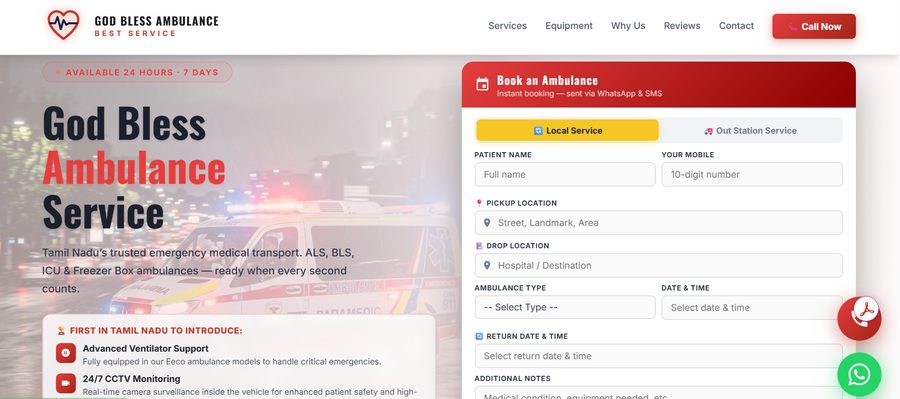 GOD BLESS AMBULANCE
BEST SERVICE
Services Equipment Why Us Reviews Contact Call Now
AVAILABLE 24 HOURS · 7 DAYS
God Bless
Ambulance
Service
Tamil Nadu's trusted emergency medical transport. ALS, BLS,
ICU & Freezer Box ambulances — ready when every second
counts.
FIRST IN TAMIL NADU TO INTRODUCE:
Advanced Ventilator Support
Fully equipped in our Eeco ambulance models to handle critical emergencies.
24/7 CCTV Monitoring
Real-time camera surveillance inside the vehicle for enhanced patient safety and high-
PARAMEDIC
Book an Ambulance
Instant booking — sent via WhatsApp & SMS
Local Service Out Station Service
PATIENT NAME YOUR MOBILE
Full name 10-digit number
PICKUP LOCATION
Street, Landmark, Area
DROP LOCATION
Hospital / Destination
AMBULANCE TYPE DATE & TIME
-- Select Type -- Select date & time
RETURN DATE & TIME
Select return date & time
ADDITIONAL NOTES
Medical condition, equipment needed, etc.